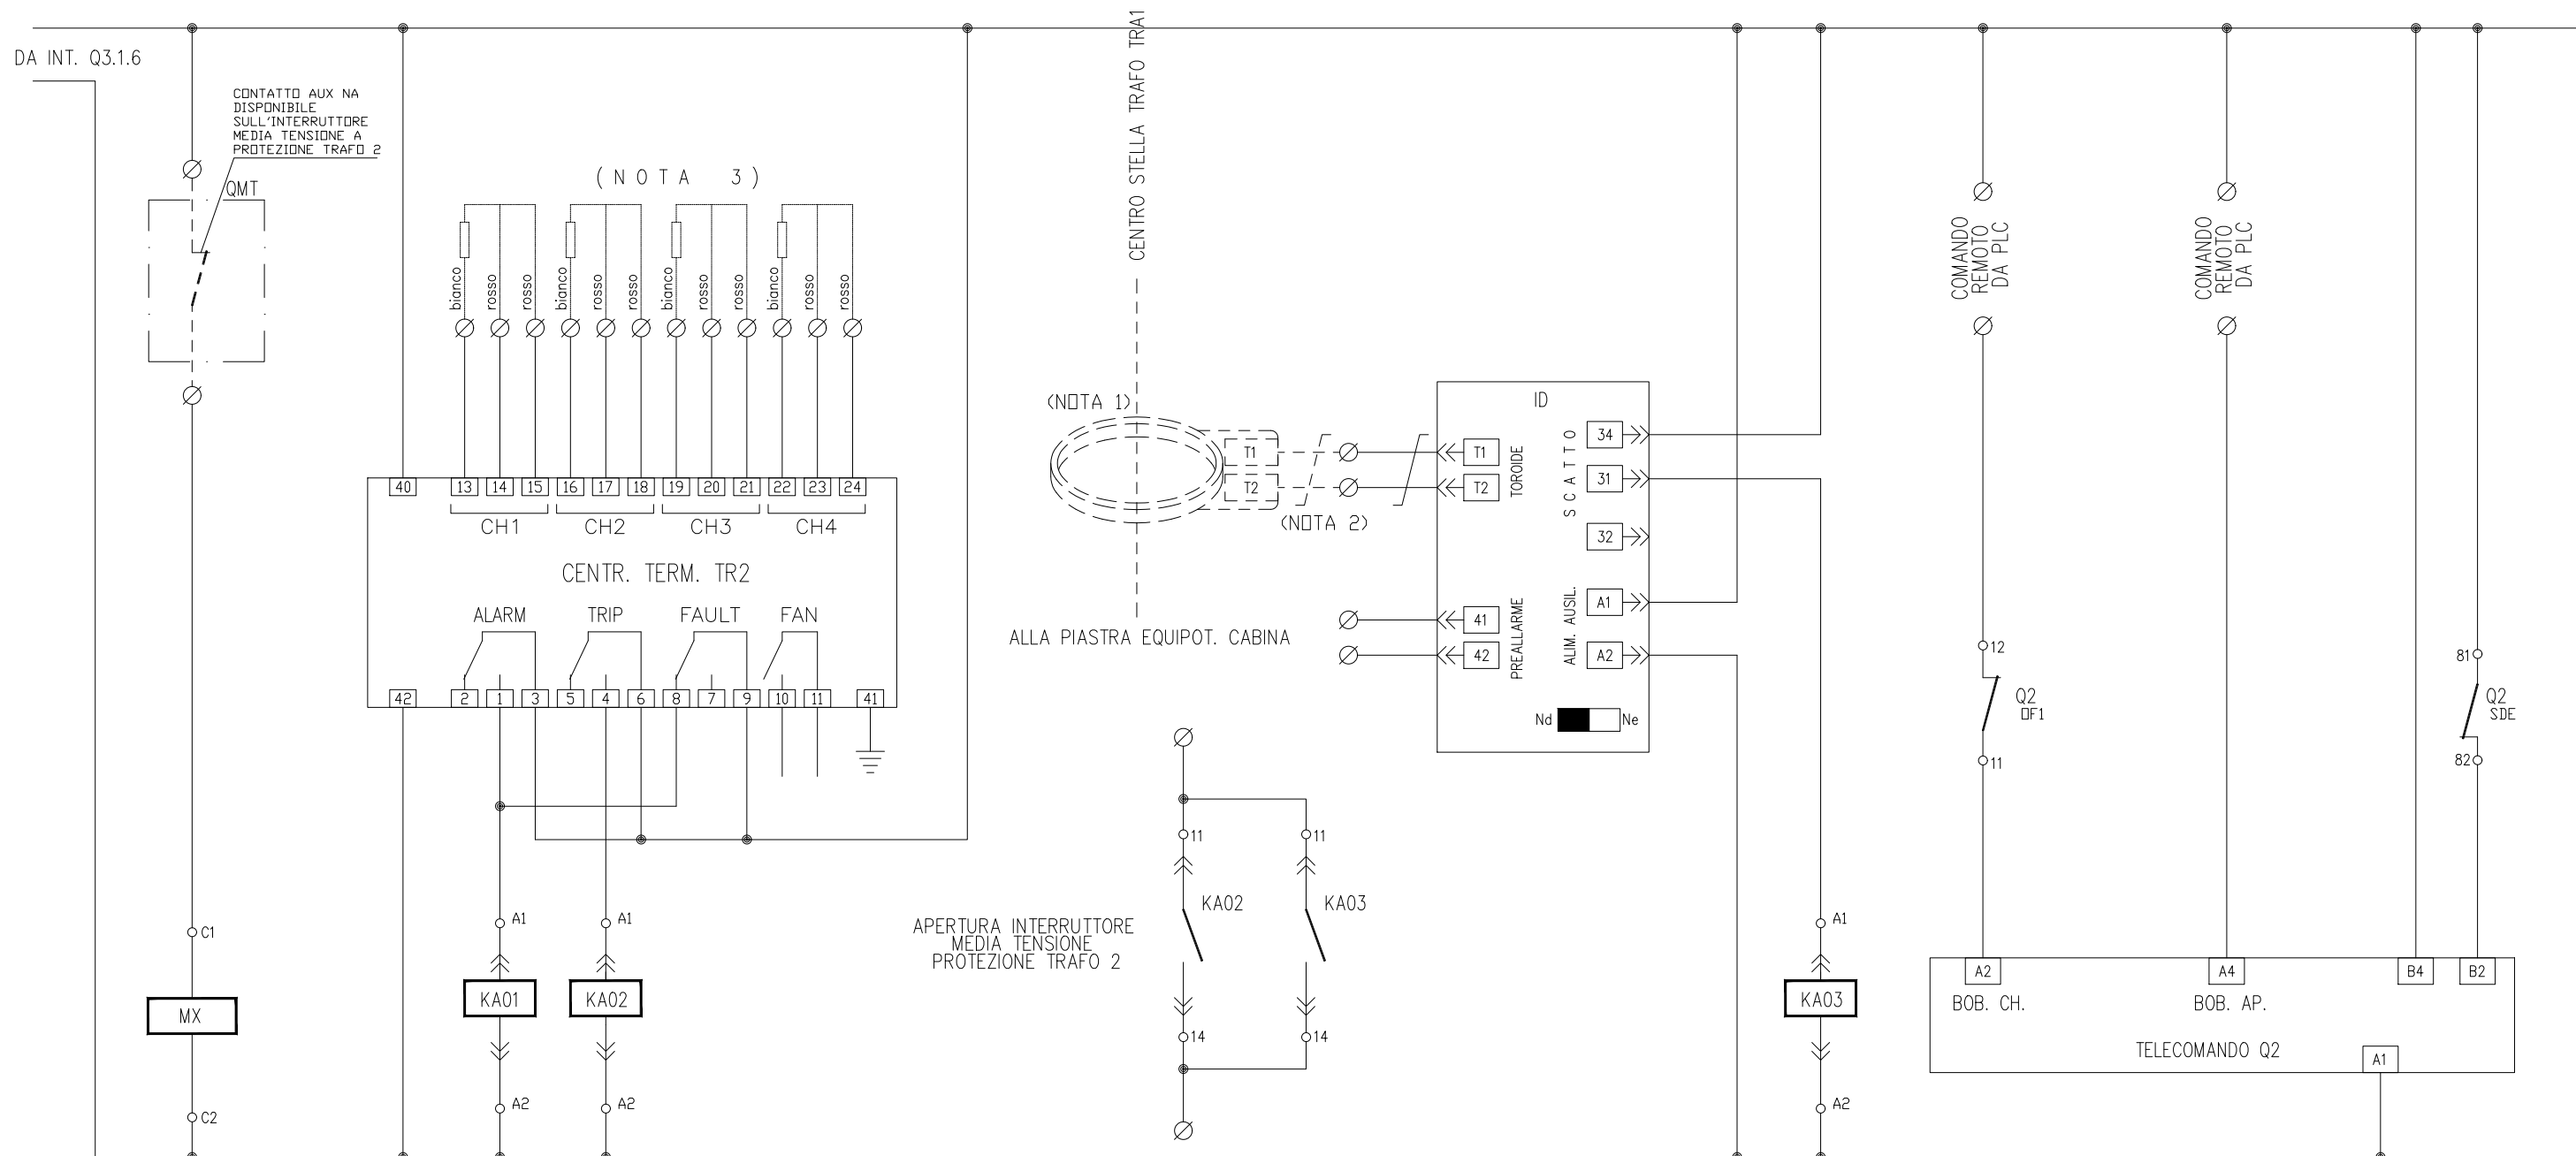 DA INT. Q3.1.6
CONTATTO AUX NA
DISPONIBILE
SULL'INTERRUTTORE
MEDIA TENSIONE A
PROTEZIONE TRAFO 2
QMT
C1
MX
C2
(NOTA 3)
bianco
rosso
rosso
bianco
rosso
rosso
bianco
rosso
rosso
bianco
rosso
rosso
40
13
14
15
16
17
18
19
20
21
22
23
24
CH1
CH2
CH3
CH4
CENTR. TERM. TR2
ALARM
TRIP
FAULT
FAN
42
2
1
3
5
4
6
8
7
9
10
11
41
A1
A1
KA01
KA02
A2
A2
CENTRO STELLA TRAFO TRA1
(NOTA 1)
T1
T2
(NOTA 2)
ALLA PIASTRA EQUIPOT. CABINA
ID
T1
T2
TOROIDE
SCATTO
34
31
32
41
42
PREALLARME
ALIM. AUSIL.
A1
A2
Nd
Ne
11
11
KA02
KA03
APERTURA INTERRUTTORE
MEDIA TENSIONE
PROTEZIONE TRAFO 2
14
14
A1
KA03
A2
COMANDO
REMOTO
DA PLC
COMANDO
REMOTO
DA PLC
12
Q2
OF1
11
81
Q2
SDE
82
A2
A4
B4
B2
BOB. CH.
BOB. AP.
TELECOMANDO Q2
A1